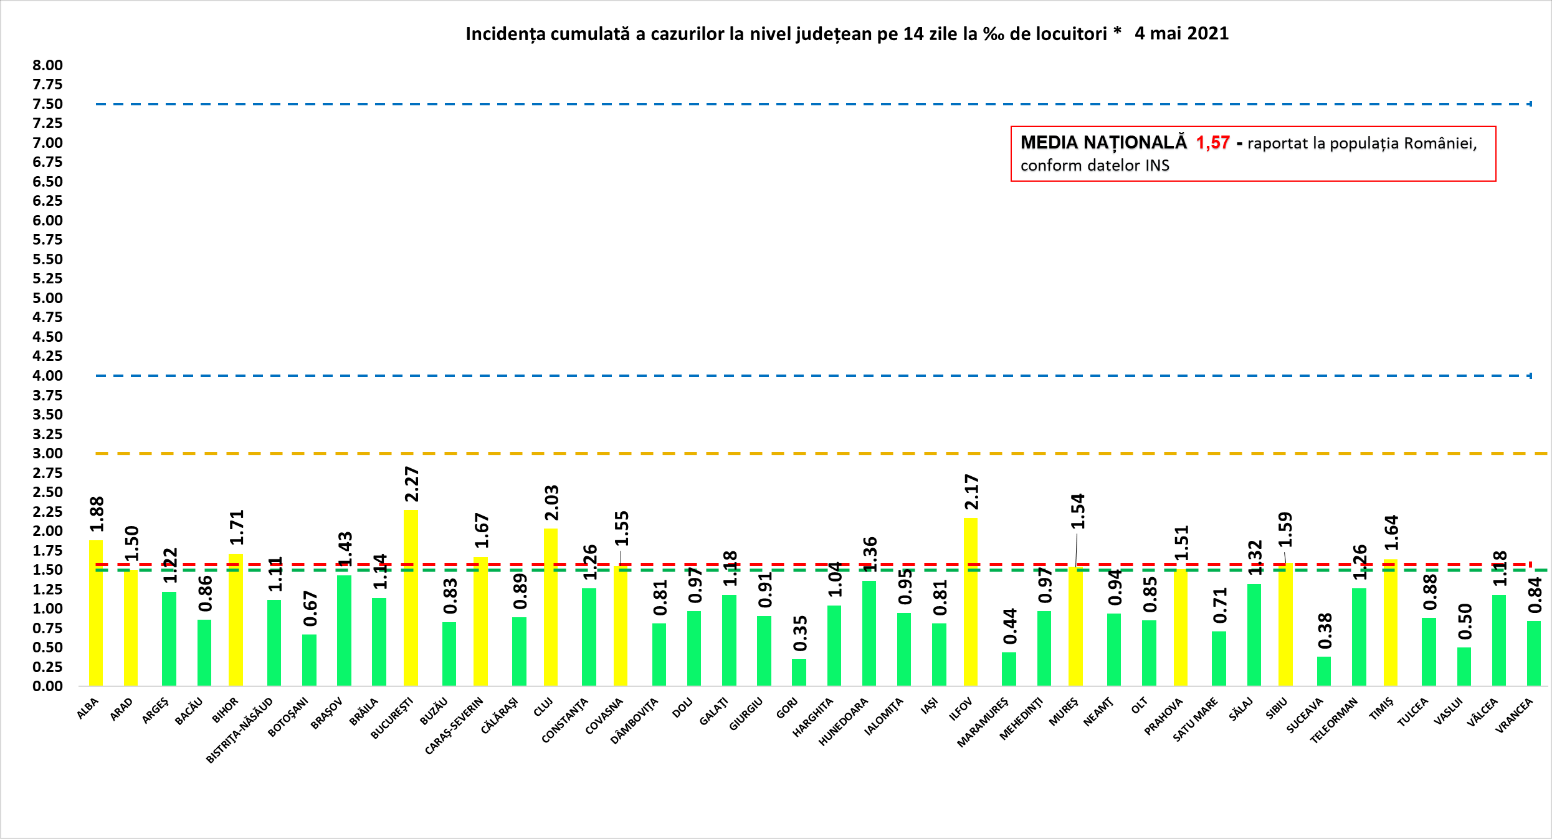 Incidența cumulată a cazurilor la nivel județean pe 14 zile la ‰ de locuitori * 4 mai 2021
8.00
7.75
7.50
7.25
7.00
6.75
6.50
6.25
6.00
5.75
5.50
5.25
5.00
4.75
4.50
4.25
4.00
3.75
3.50
3.25
3.00
2.75
2.50
2.25
2.00
1.75
1.50
1.25
1.00
0.75
0.50
0.25
0.00
MEDIA NAȚIONALĂ 1,57 - raportat la populația României,
conform datelor INS
1.88
1.50
1.22
0.86
1.71
1.11
0.67
1.43
1.14
2.27
0.83
1.67
0.89
2.03
1.26
1.55
0.81
0.97
1.18
0.91
0.35
1.04
1.36
0.95
0.81
2.17
0.44
0.97
1.54
0.94
0.85
1.51
0.71
1.32
1.59
0.38
1.26
1.64
0.88
0.50
1.18
0.84
ALBA
ARAD
ARGEȘ
BACĂU
BIHOR
BISTRIȚA-NĂSĂUD
BOTOȘANI
BRAȘOV
BRĂILA
BUCUREȘTI
BUZĂU
CARAȘ-SEVERIN
CĂLĂRAȘI
CLUJ
CONSTANȚA
COVASNA
DÂMBOVIȚA
DOLJ
GALAȚI
GIURGIU
GORJ
HARGHITA
HUNEDOARA
IALOMIȚA
IAȘI
ILFOV
MARAMUREȘ
MEHEDINȚI
MUREȘ
NEAMȚ
OLT
PRAHOVA
SATU MARE
SĂLAJ
SIBIU
SUCEAVA
TELEORMAN
TIMIȘ
TULCEA
VASLUI
VÂLCEA
VRANCEA